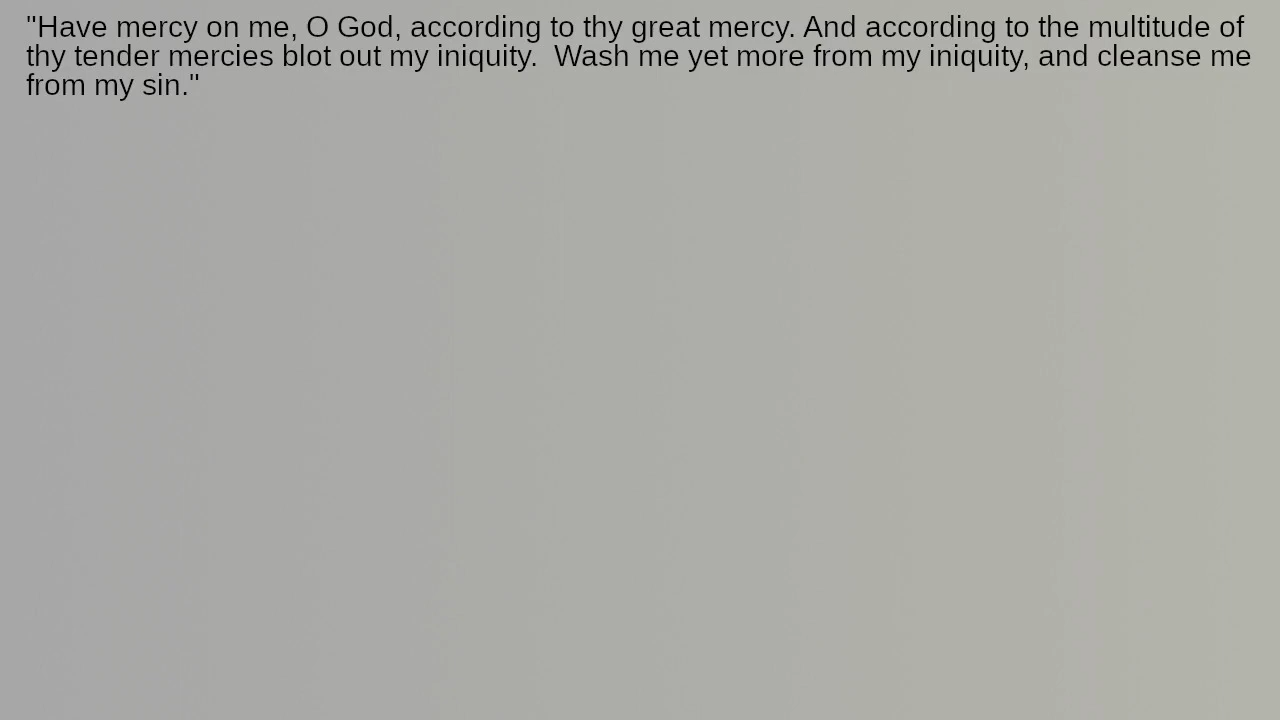 "Have mercy on me, O God, according to thy great mercy. And according to the multitude of
thy tender mercies blot out my iniquity.  Wash me yet more from my iniquity, and cleanse me
from my sin."